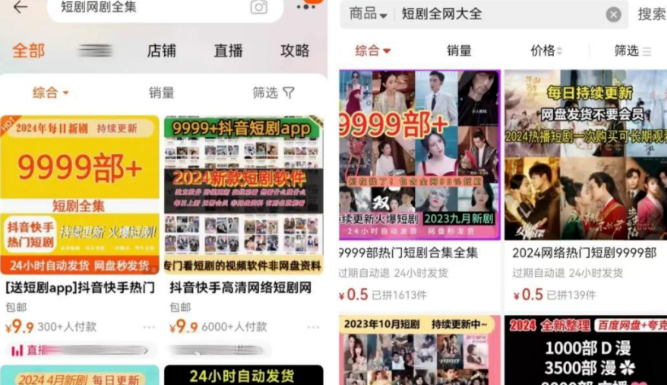 短剧网剧全集
全部
店铺
直播
攻略
综合
销量
筛选
2024年每日新剧 持续更新
9999部+
短剧全集
抖音快手
热门短剧
持续更新 火爆短剧!
24小时自动发货 网盘秒发货
[送短剧app]抖音快手热门
包邮
¥9.9 300+人付款
直播
2024 4月新剧 每日更新
9999+抖音短剧app
2024新款短剧软件
专门看短剧的视频软件非网盘资料
抖音快手高清网络短剧网
包邮
¥9.9 6000+人付款
24小时自动发货
商品
短剧全网大全
搜索
综合
销量
价格
筛选
9999部+
持续更新火爆短剧
2023九月新剧
24小时自动发货
9999部热门短剧合集全集
过期自动退 24小时发货
¥0.5 已拼1613件
2023年10月短剧 持续更新中~
每日持续更新
网盘发货不要会员
2024热播短剧一次购买可长期观
2024网络热门短剧9999部
过期自动退 24小时发货
¥0.5 已拼139件
2024 全新整理 百度网盘+夸克
1000部 D 漫
3500部 漫